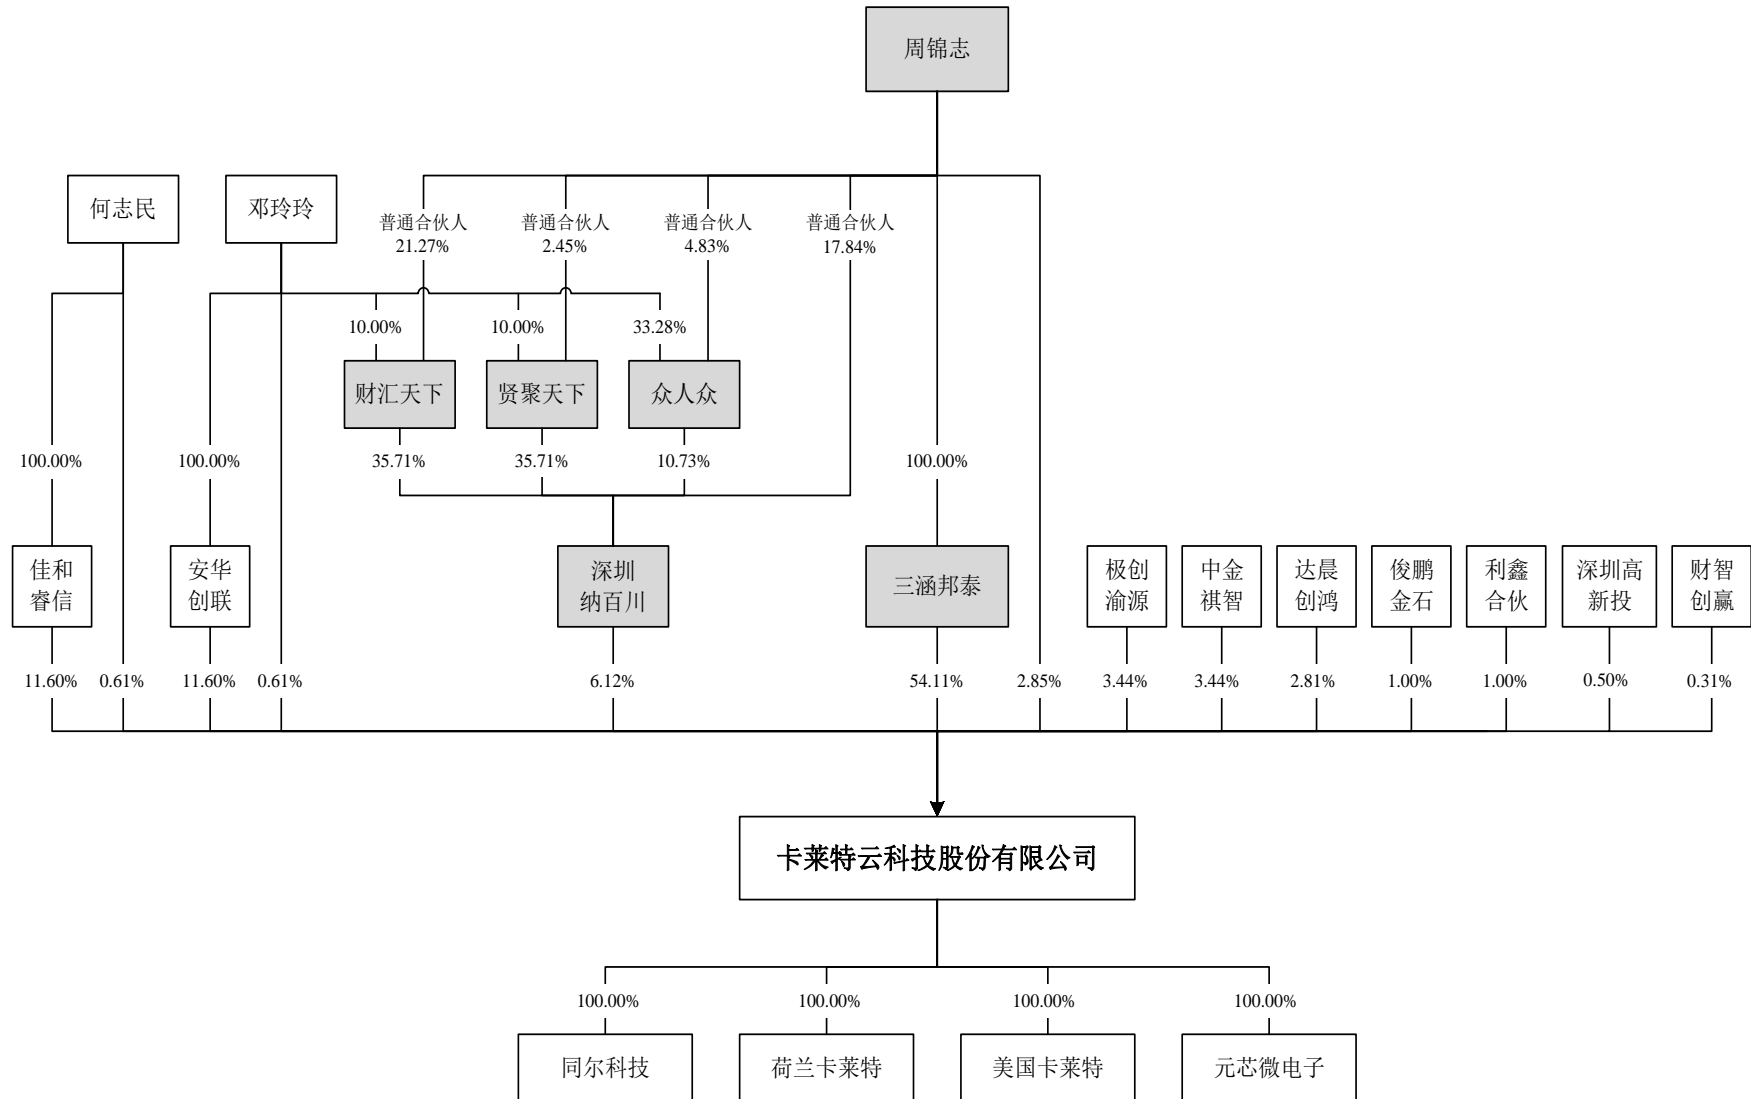 周锦志
何志民
邓玲玲
普通合伙人
21.27%
普通合伙人
2.45%
普通合伙人
4.83%
普通合伙人
17.84%
10.00%
10.00%
33.28%
财汇天下
贤聚天下
众人众
100.00%
100.00%
35.71%
35.71%
10.73%
100.00%
佳和
睿信
安华
创联
深圳
纳百川
三涵邦泰
极创
渝源
中金
祺智
达晨
创鸿
俊鹏
金石
利鑫
合伙
深圳高
新投
财智
创赢
11.60%
0.61%
11.60%
0.61%
6.12%
54.11%
2.85%
3.44%
3.44%
2.81%
1.00%
1.00%
0.50%
0.31%
卡莱特云科技股份有限公司
100.00%
100.00%
100.00%
100.00%
同尔科技
荷兰卡莱特
美国卡莱特
元芯微电子